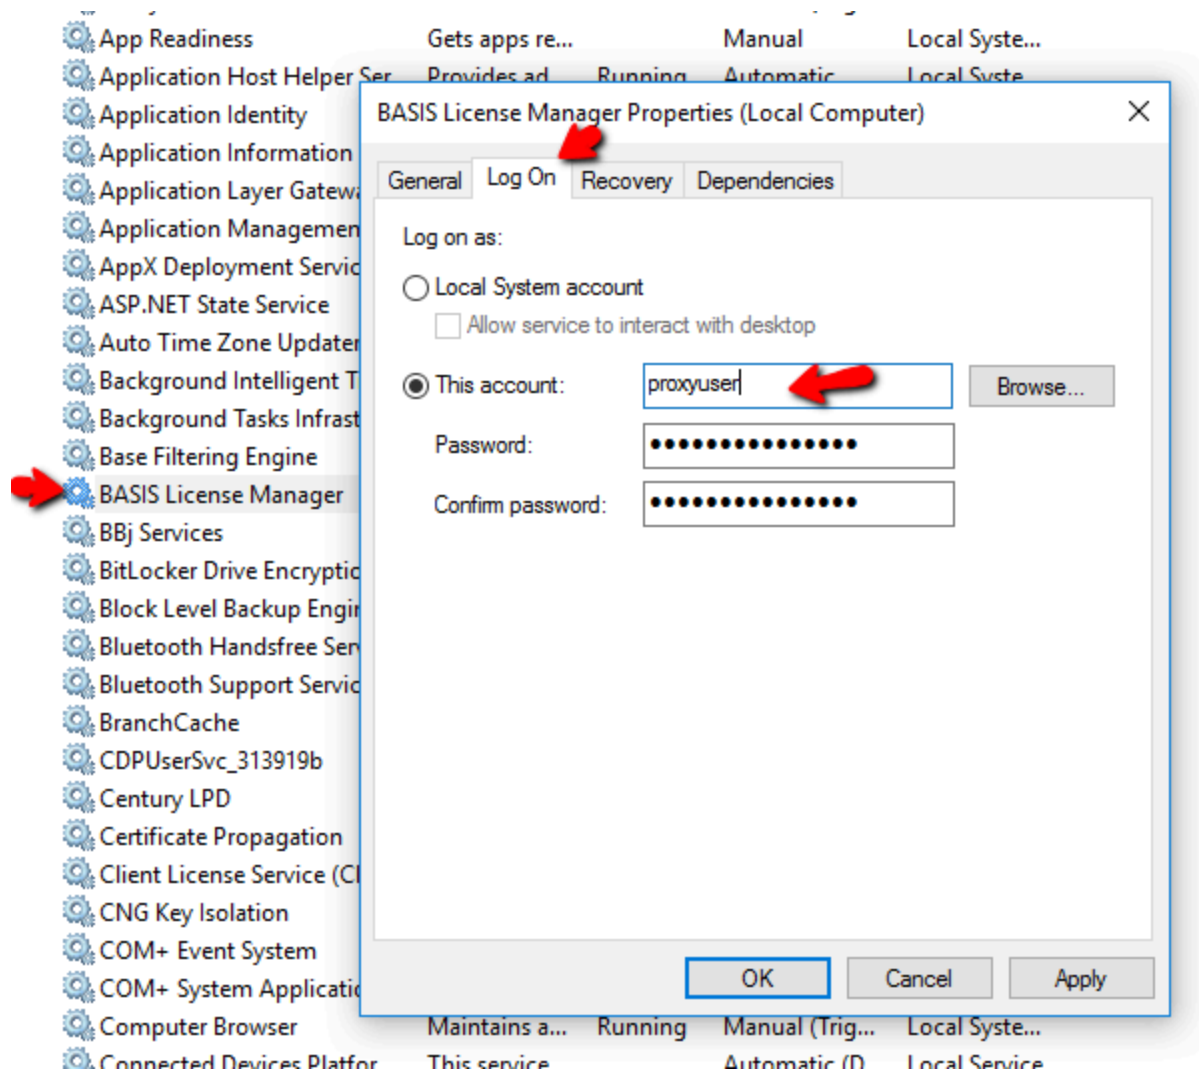 App Readiness Gets apps re... Manual Local Syste...
Application Host Helper Ser Provides ad Running Automatic Local Syste
Application Identity
Application Information
Application Layer Gatewa
Application Managemen
AppX Deployment Servic
ASP.NET State Service
Auto Time Zone Updater
Background Intelligent T
Background Tasks Infrast
Base Filtering Engine
BASIS License Manager
BBj Services
BitLocker Drive Encryptic
Block Level Backup Engin
Bluetooth Handsfree Serv
Bluetooth Support Servic
BranchCache
CDPUserSvc_313919b
Century LPD
Certificate Propagation
Client License Service (Cl
CNG Key Isolation
COM+ Event System
COM+ System Applicatic
Computer Browser Maintains a... Running Manual (Trig... Local Syste...
Connected Devices Platfor This service Automatic (D Local Service
BASIS License Manager Properties (Local Computer)
General Log On Recovery Dependencies
Log on as:
Local System account
Allow service to interact with desktop
This account: proxyuser Browse...
Password: •••••••••••••••
Confirm password: •••••••••••••••
OK Cancel Apply